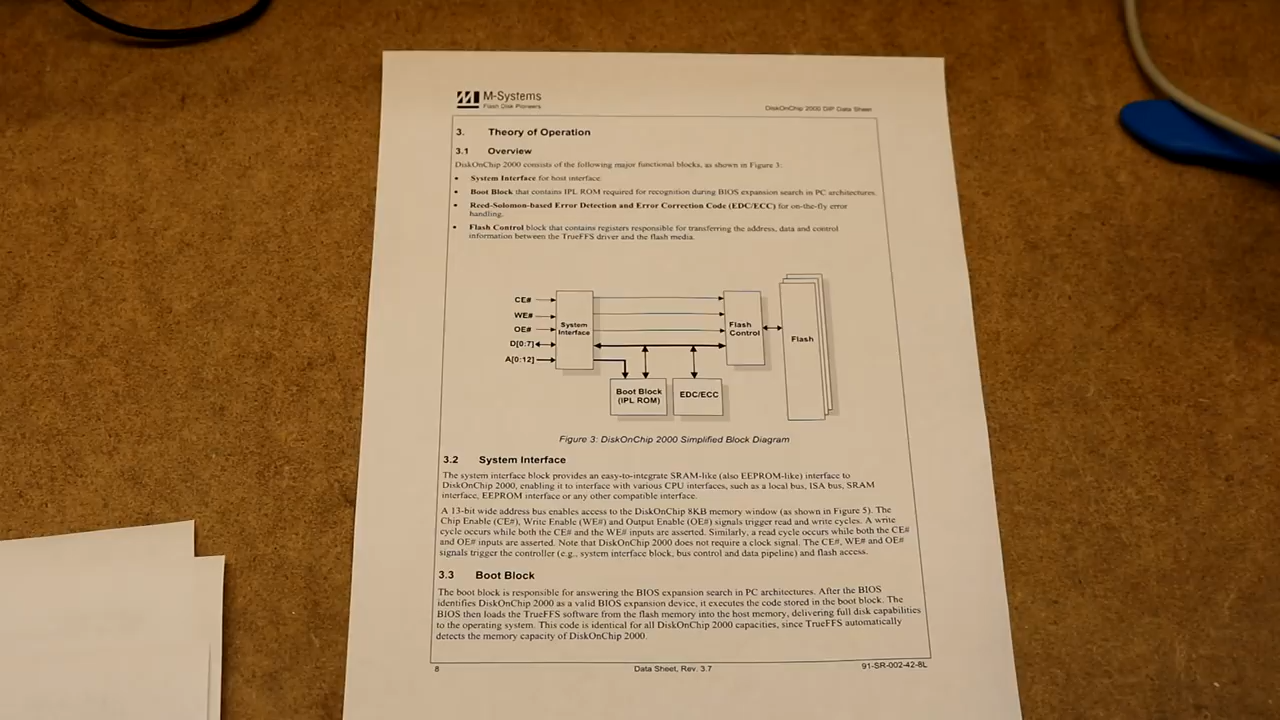 M-Systems
Flash Disk Pioneers
DiskOnChip 2000 DIP Data Sheet
3. Theory of Operation
3.1 Overview
DiskOnChip 2000 consists of the following major functional blocks, as shown in Figure 3:
• System Interface for host interface
• Boot Block that contains IPL ROM required for recognition during BIOS expansion search in PC architectures.
• Reed-Solomon-based Error Detection and Error Correction Code (EDC/ECC) for on-the-fly error
handling.
• Flash Control block that contains registers responsible for transferring the address, data and control
information between the TrueFFS driver and the flash media.
CE#
WE#
OE#
D[0:7]
A[0:12]
System
Interface
Flash
Control
Flash
Boot Block
(IPL ROM)
EDC/ECC
Figure 3: DiskOnChip 2000 Simplified Block Diagram
3.2 System Interface
The system interface block provides an easy-to-integrate SRAM-like (also EEPROM-like) interface to
DiskOnChip 2000, enabling it to interface with various CPU interfaces, such as a local bus, ISA bus, SRAM
interface, EEPROM interface or any other compatible interface.
A 13-bit wide address bus enables access to the DiskOnChip 8KB memory window (as shown in Figure 5). The
Chip Enable (CE#), Write Enable (WE#) and Output Enable (OE#) signals trigger read and write cycles. A write
cycle occurs while both the CE# and the WE# inputs are asserted. Similarly, a read cycle occurs while both the CE#
and OE# inputs are asserted. Note that DiskOnChip 2000 does not require a clock signal. The CE#, WE# and OE#
signals trigger the controller (e.g., system interface block, bus control and data pipeline) and flash access.
3.3 Boot Block
The boot block is responsible for answering the BIOS expansion search in PC architectures. After the BIOS
identifies DiskOnChip 2000 as a valid BIOS expansion device, it executes the code stored in the boot block. The
BIOS then loads the TrueFFS software from the flash memory into the host memory, delivering full disk capabilities
to the operating system. This code is identical for all DiskOnChip 2000 capacities, since TrueFFS automatically
detects the memory capacity of DiskOnChip 2000.
8 Data Sheet, Rev. 3.7 91-SR-002-42-8L